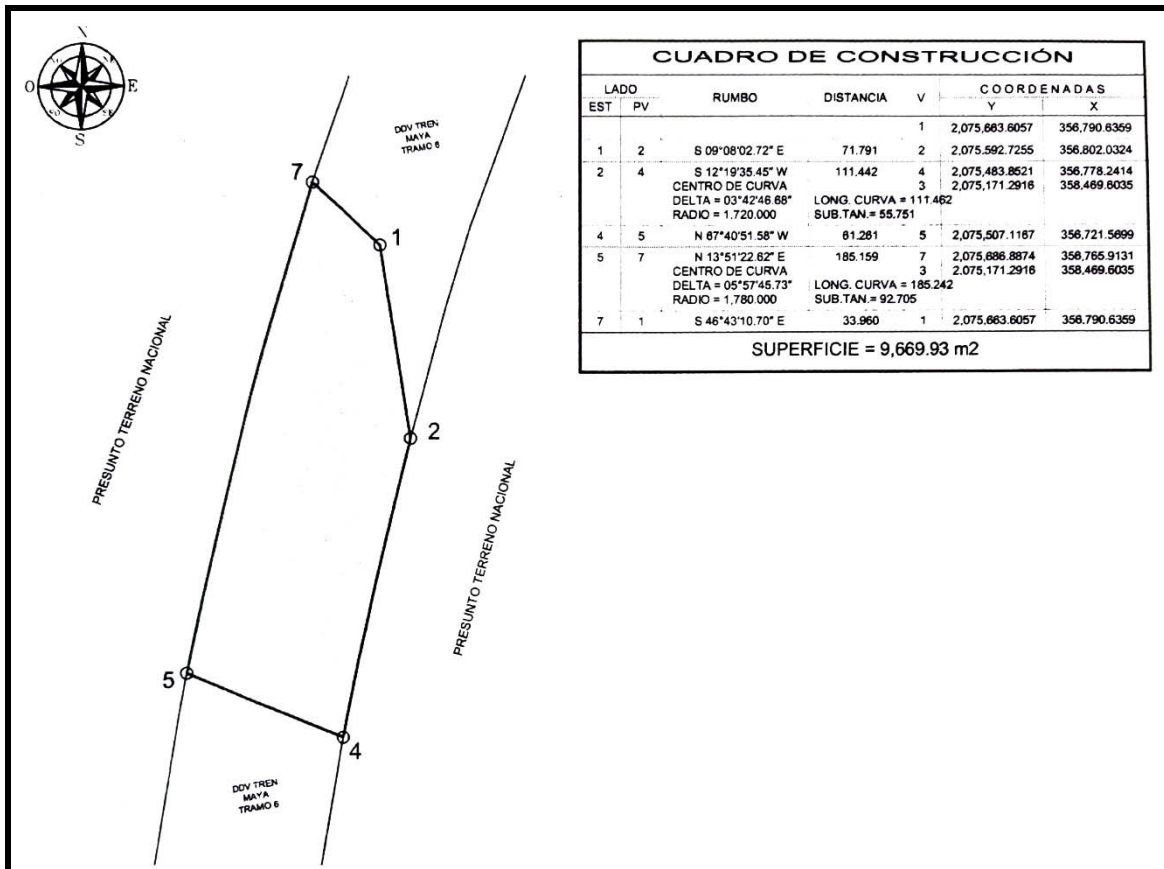 N
NO NE
O E
SO SE
S
DDV TREN
MAYA
TRAMO 6
7
1
PRESUNTO TERRENO NACIONAL
2
PRESUNTO TERRENO NACIONAL
5
4
DDV TREN
MAYA
TRAMO 6
CUADRO DE CONSTRUCCIÓN
LADO RUMBO DISTANCIA V COORDENADAS
EST PV Y X
1 2,075,663.6057 356,790.6359
1 2 S 09°08'02.72" E 71.791 2 2,075,592.7255 356,802.0324
2 4 S 12°19'35.45" W 111.442 4 2,075,483.8521 356,778.2414
CENTRO DE CURVA 3 2,075,171.2916 358,469.6035
DELTA = 03°42'46.68" LONG. CURVA = 111.462
RADIO = 1,720.000 SUB.TAN.= 55.751
4 5 N 67°40'51.58" W 61.261 5 2,075,507.1167 356,721.5699
5 7 N 13°51'22.62" E 185.159 7 2,075,686.8874 356,765.9131
CENTRO DE CURVA 3 2,075,171.2916 358,469.6035
DELTA = 05°57'45.73" LONG. CURVA = 185.242
RADIO = 1,780.000 SUB.TAN.= 92.705
7 1 S 46°43'10.70" E 33.960 1 2,075,663.6057 356,790.6359
SUPERFICIE = 9,669.93 m2